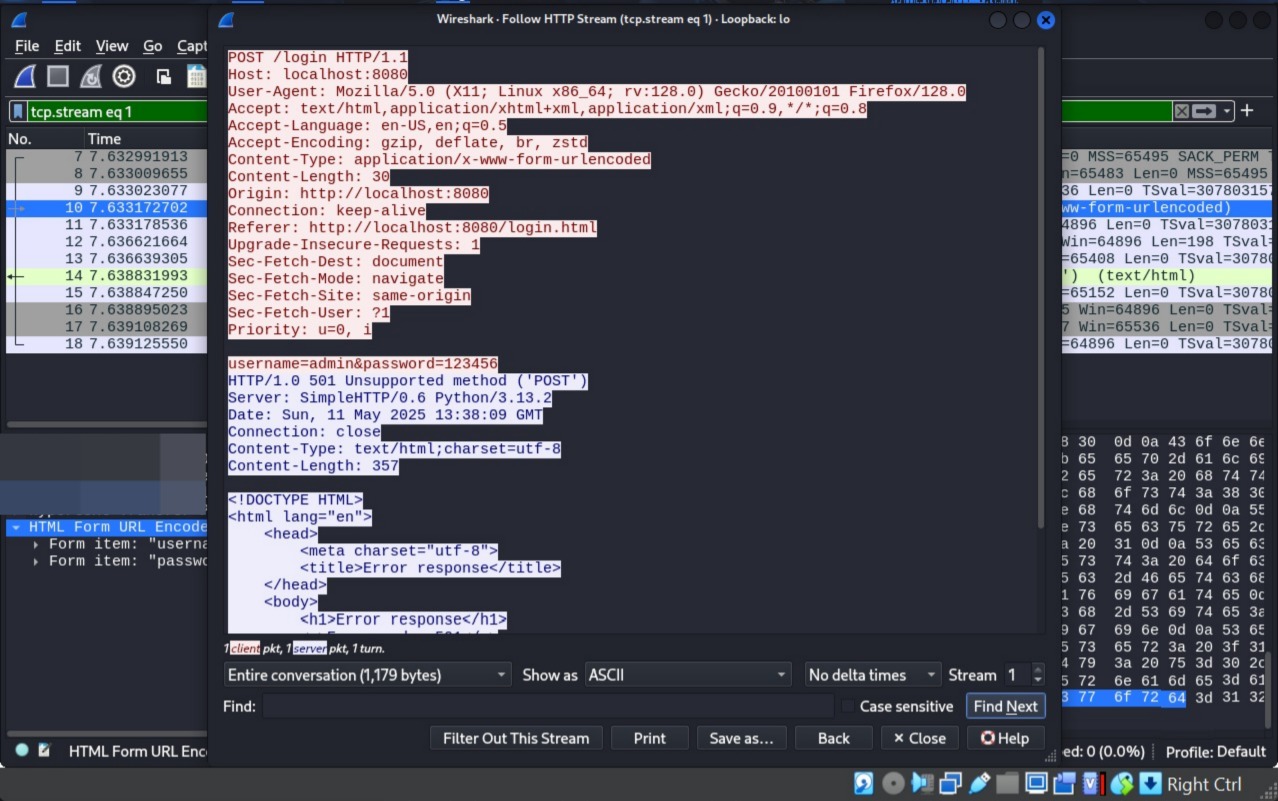 Wireshark · Follow HTTP Stream (tcp.stream eq 1) · Loopback: lo
File Edit View Go Capt
tcp.stream eq 1
No. Time
7 7.632991913
8 7.633009655
9 7.633023077
10 7.633172702
11 7.633178536
12 7.636621664
13 7.636639305
14 7.638831993
15 7.638847250
16 7.638895023
17 7.639108269
18 7.639125550
POST /login HTTP/1.1
Host: localhost:8080
User-Agent: Mozilla/5.0 (X11; Linux x86_64; rv:128.0) Gecko/20100101 Firefox/128.0
Accept: text/html,application/xhtml+xml,application/xml;q=0.9,*/*;q=0.8
Accept-Language: en-US,en;q=0.5
Accept-Encoding: gzip, deflate, br, zstd
Content-Type: application/x-www-form-urlencoded
Content-Length: 30
Origin: http://localhost:8080
Connection: keep-alive
Referer: http://localhost:8080/login.html
Upgrade-Insecure-Requests: 1
Sec-Fetch-Dest: document
Sec-Fetch-Mode: navigate
Sec-Fetch-Site: same-origin
Sec-Fetch-User: ?1
Priority: u=0, i
username=admin&password=123456
HTTP/1.0 501 Unsupported method ('POST')
Server: SimpleHTTP/0.6 Python/3.13.2
Date: Sun, 11 May 2025 13:38:09 GMT
Connection: close
Content-Type: text/html;charset=utf-8
Content-Length: 357
<!DOCTYPE HTML>
<html lang="en">
<head>
<meta charset="utf-8">
<title>Error response</title>
</head>
<body>
<h1>Error response</h1>
1 client pkt, 1 server pkt, 1 turn.
Entire conversation (1,179 bytes) Show as ASCII No delta times Stream 1
Find: Case sensitive Find Next
Filter Out This Stream Print Save as... Back Close Help
=0 MSS=65495 SACK_PERM
n=65483 Len=0 MSS=65495
36 Len=0 TSval=307803157
ww-form-urlencoded)
4896 Len=0 TSval=3078031
Win=64896 Len=198 TSval=
=65408 Len=0 TSval=30780
') (text/html)
=65152 Len=0 TSval=30780
5 Win=64896 Len=0 TSval=
7 Win=65536 Len=0 TSval=
=64896 Len=0 TSval=30780
HTML Form URL Encode
Form item: "userna
Form item: "passwo
8 30 0d 0a 43 6f 6e 6e
b 65 65 70 2d 61 6c 69
2 65 72 3a 20 68 74 74
c 68 6f 73 74 3a 38 30
e 68 74 6d 6c 0d 0a 55
e 73 65 63 75 72 65 2d
a 20 31 0d 0a 53 65 63
5 73 74 3a 20 64 6f 63
5 63 2d 46 65 74 63 68
1 76 69 67 61 74 65 0d
3 68 2d 53 69 74 65 3a
9 67 69 6e 0d 0a 53 65
5 73 65 72 3a 20 3f 31
4 79 3a 20 75 3d 30 2c
5 72 6e 61 6d 65 3d 61
3 77 6f 72 64 3d 31 32
HTML Form URL Enco
ed: 0 (0.0%) Profile: Default
Right Ctrl